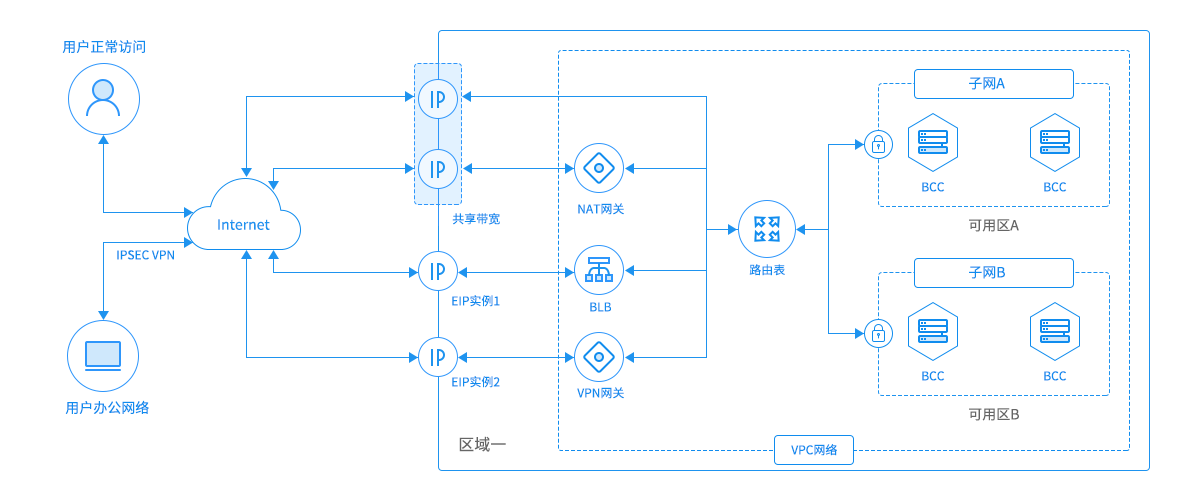 用户正常访问
Internet
IPSEC VPN
用户办公网络
IP
IP
共享带宽
IP
EIP实例1
IP
EIP实例2
区域一
NAT网关
BLB
VPN网关
路由表
子网A
BCC
BCC
可用区A
子网B
BCC
BCC
可用区B
VPC网络